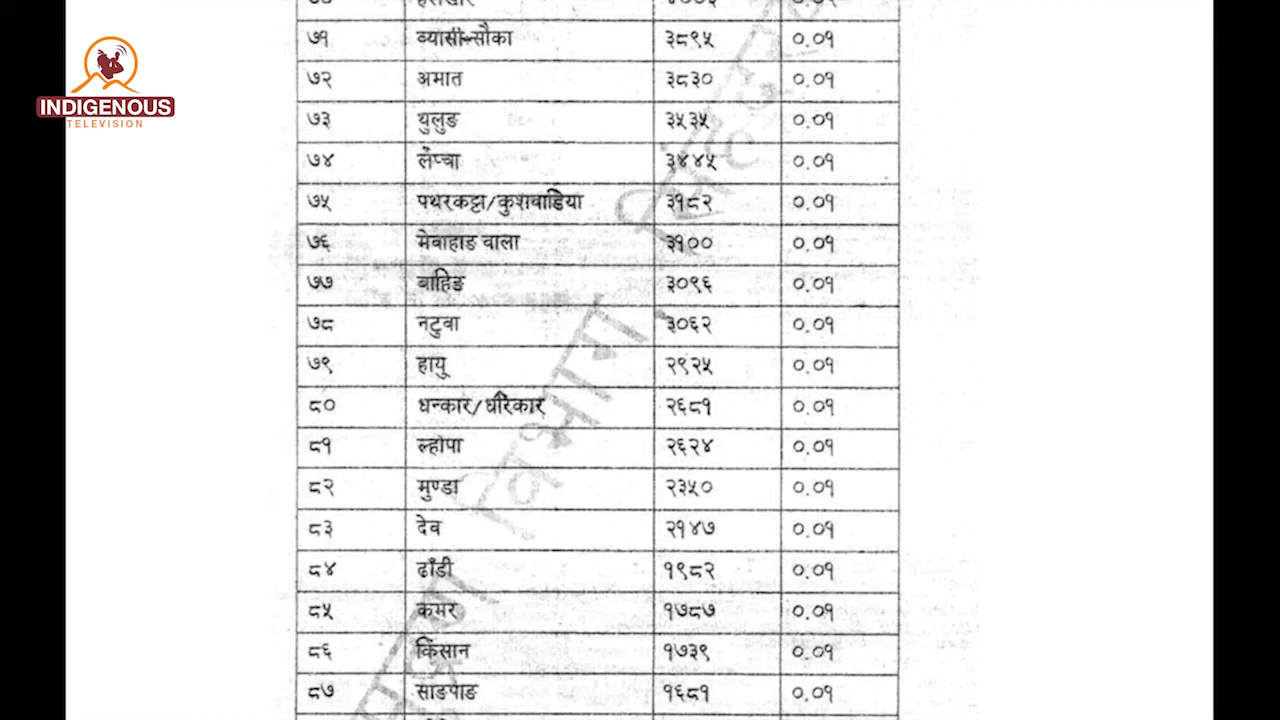 INDIGENOUS
TELEVISION
७१ ब्यासी-सौका ३८९५ ०.०१
७२ अमात ३८३० ०.०१
७३ थुलुङ ३५३५ ०.०१
७४ लेप्चा ३४४५ ०.०१
७५ पथरकट्टा/कुशवाडिया ३१८२ ०.०१
७६ मेवाहाङ वाला ३१०० ०.०१
७७ बाहिङ ३०९६ ०.०१
७८ नटुवा ३०६२ ०.०१
७९ हायु २९२५ ०.०१
८० धन्कार/धरिकार २६८१ ०.०१
८१ ल्होपा २६२४ ०.०१
८२ मुण्डा २३५० ०.०१
८३ देव २१४७ ०.०१
८४ ढाँडी १९८२ ०.०१
८५ कमर १७८७ ०.०१
८६ किसान १७३९ ०.०१
८७ साङपाङ १६८१ ०.०१
विभाग,